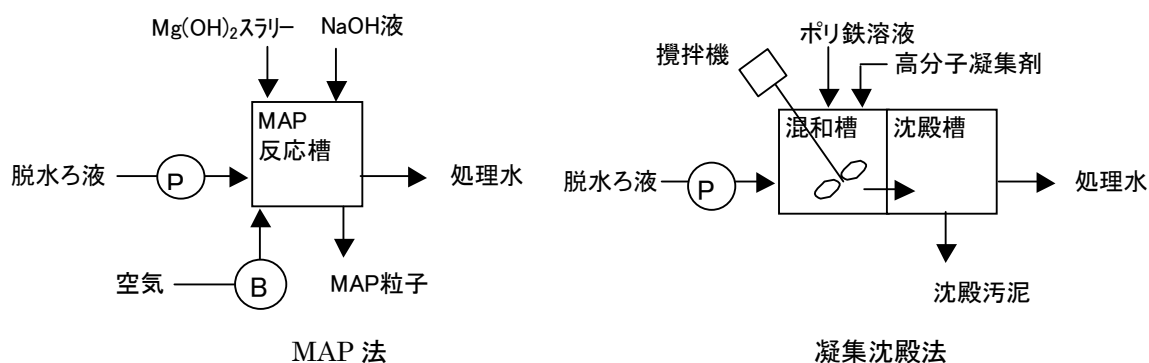 Mg(OH)₂スラリー
NaOH液
MAP
反応槽
脱水ろ液
P
処理水
空気
B
MAP粒子
MAP 法
ポリ鉄溶液
攪拌機
高分子凝集剤
混和槽
沈殿槽
脱水ろ液
P
処理水
沈殿汚泥
凝集沈殿法